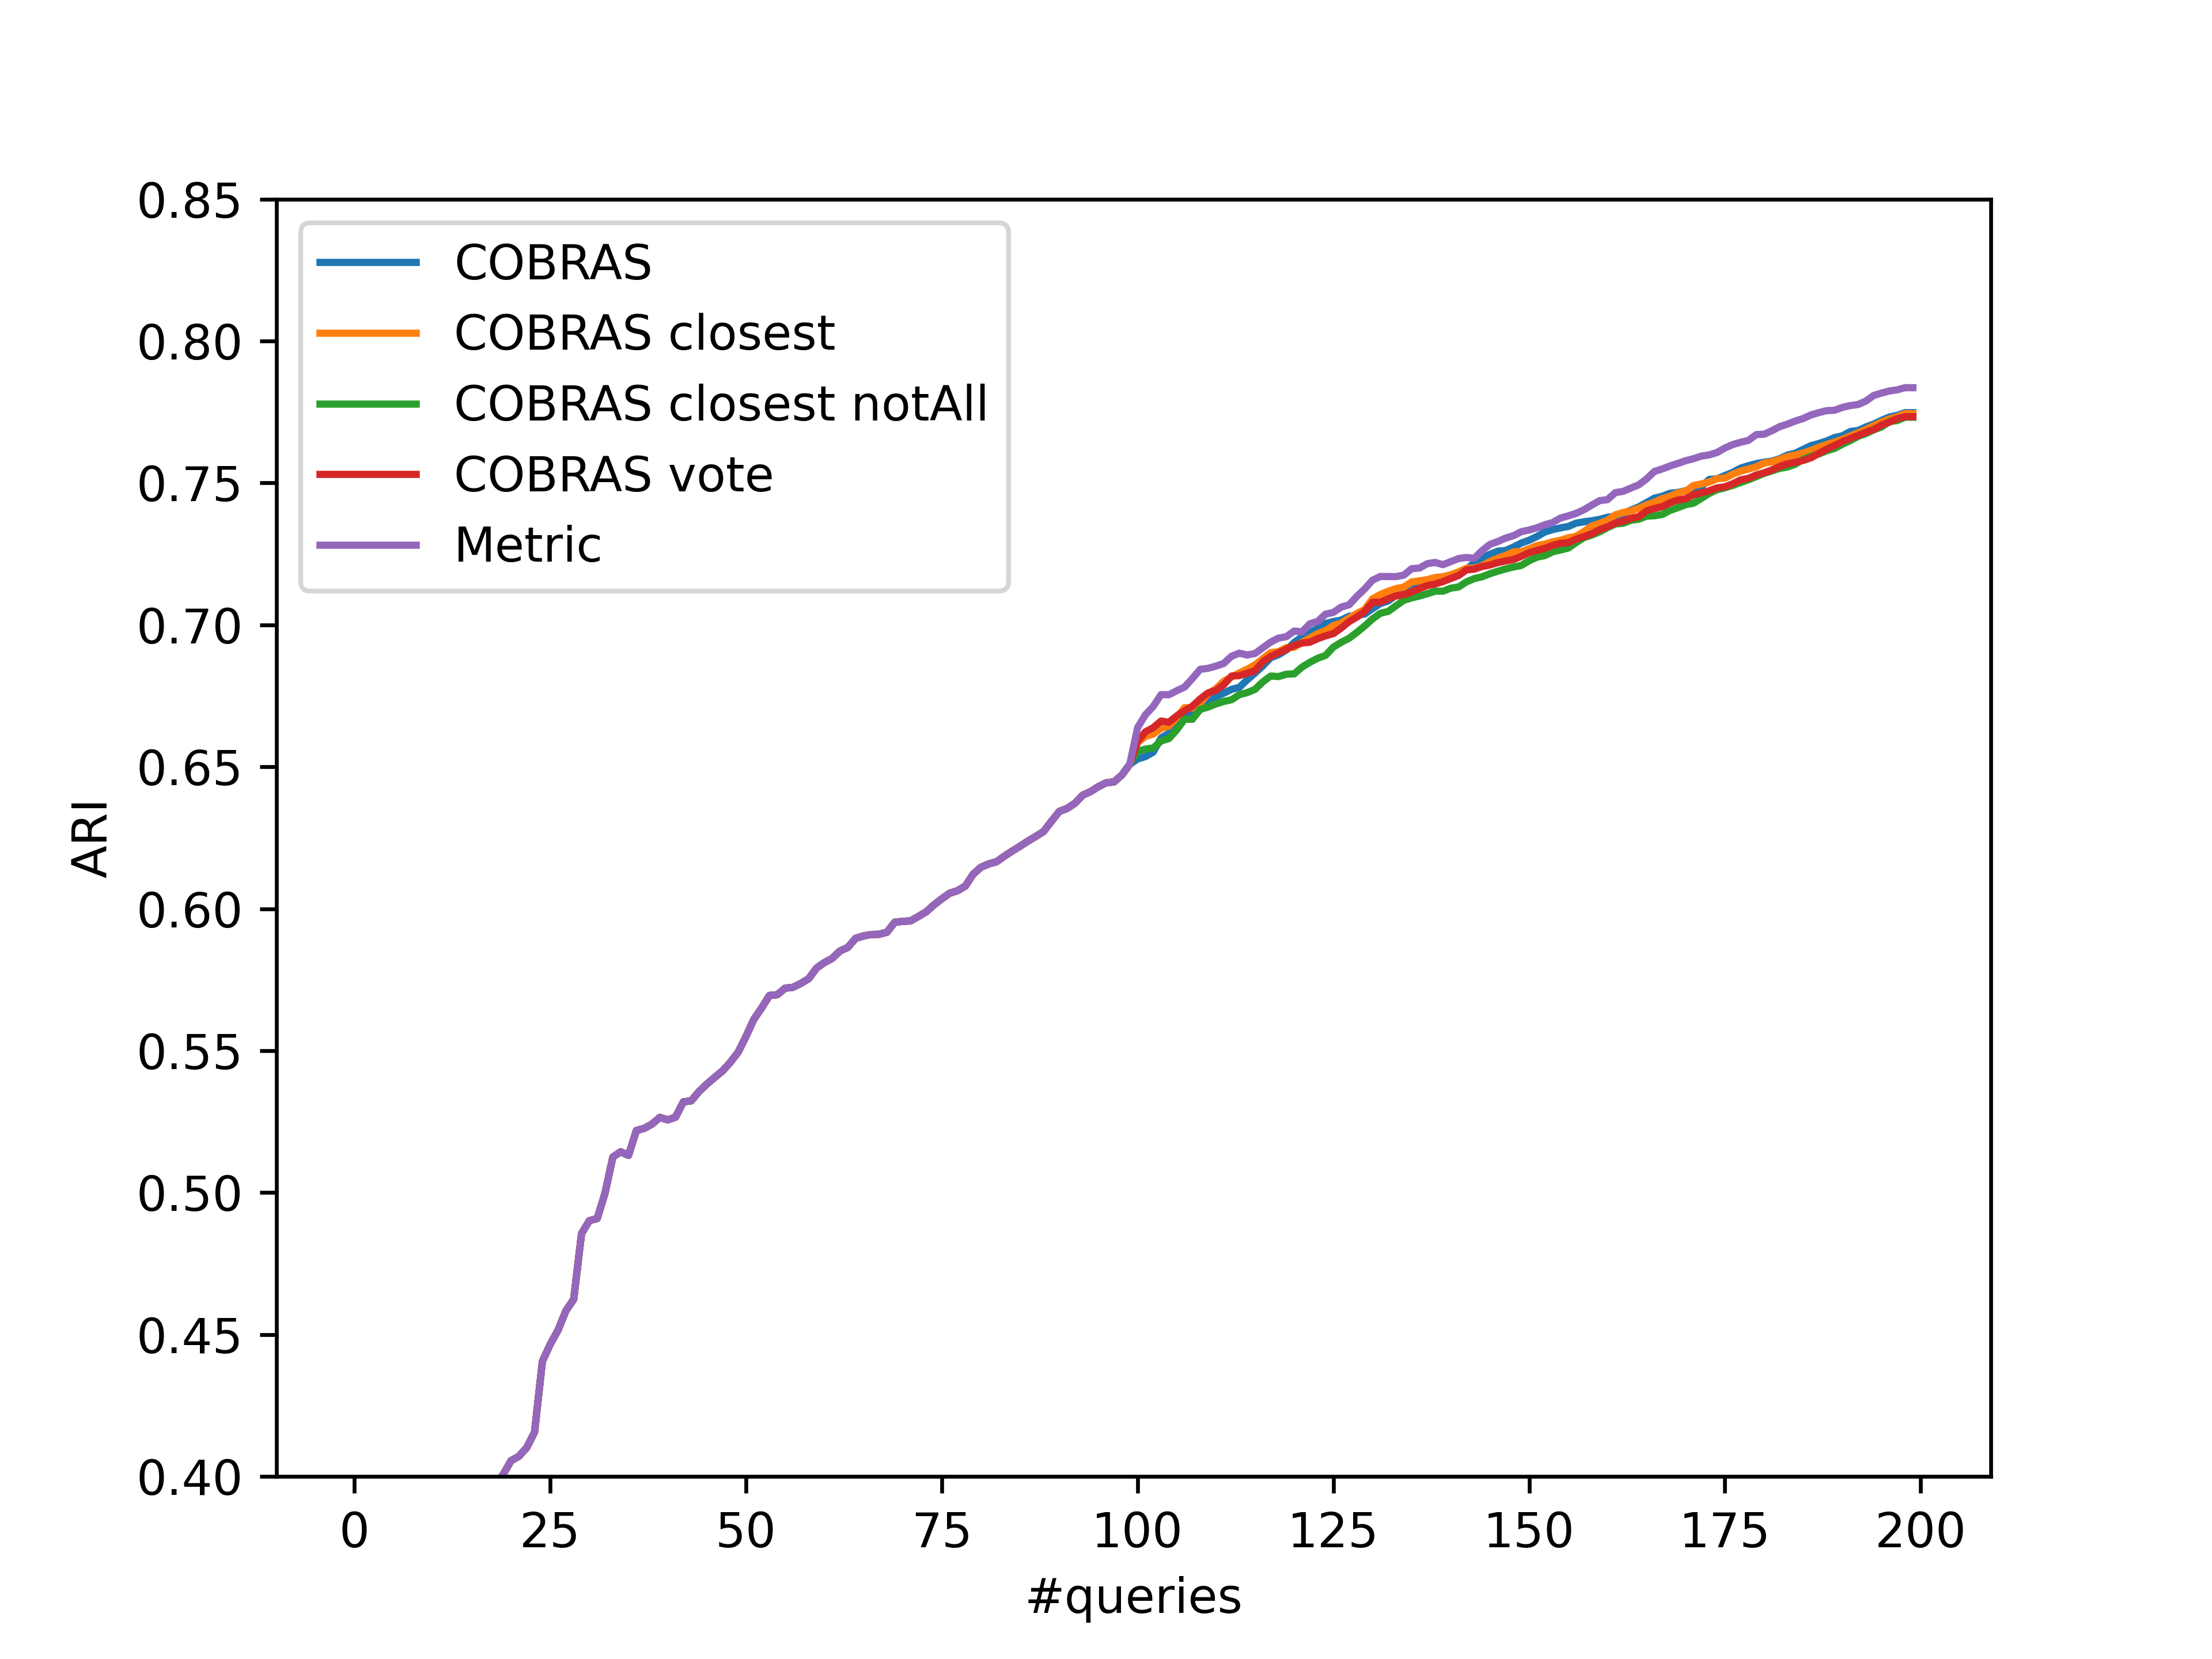 COBRAS
COBRAS closest
COBRAS closest notAll
COBRAS vote
Metric
0.85
0.80
0.75
0.70
0.65
0.60
0.55
0.50
0.45
0.40
ARI
0 25 50 75 100 125 150 175 200
#queries